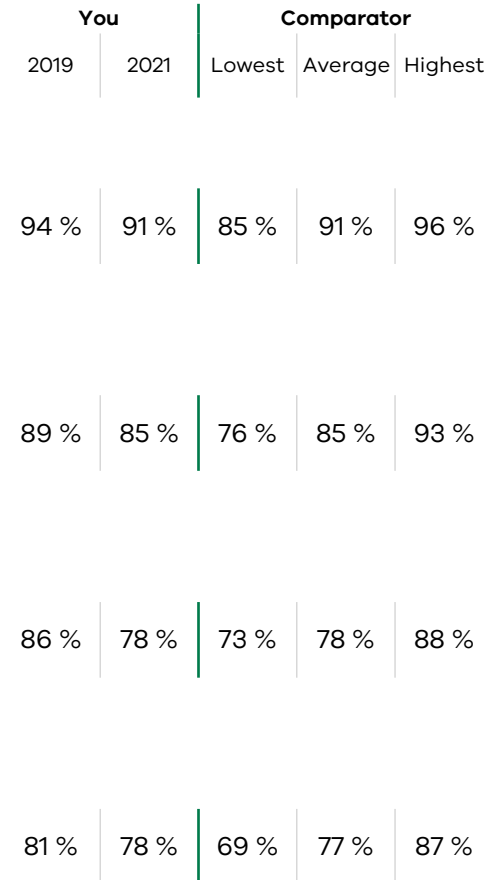 You Comparator
2019 2021 Lowest Average Highest
94 % 91 % 85 % 91 % 96 %
89 % 85 % 76 % 85 % 93 %
86 % 78 % 73 % 78 % 88 %
81 % 78 % 69 % 77 % 87 %